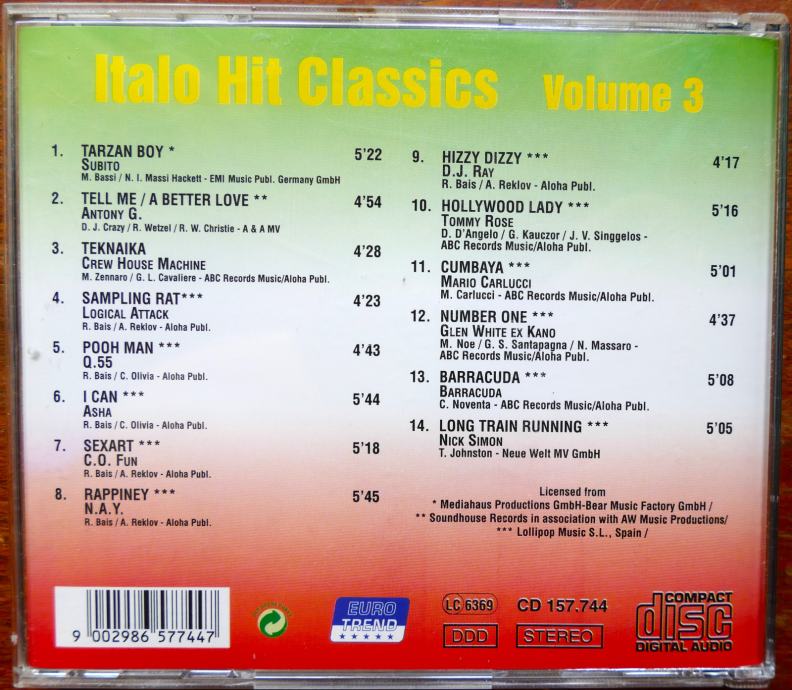 Italo Hit Classics Volume 3
1. TARZAN BOY * 5'22
SUBITO
M. Bassi / N. I. Massi Hackett - EMI Music Publ. Germany GmbH
2. TELL ME / A BETTER LOVE ** 4'54
ANTONY G.
D. J. Crazy / R. Wetzel / R. W. Christie - A & A MV
3. TEKNAIKA 4'28
CREW HOUSE MACHINE
M. Zennaro / G. L. Cavaliere - ABC Records Music/Aloha Publ.
4. SAMPLING RAT*** 4'23
LOGICAL ATTACK
R. Bais / A. Reklov - Aloha Publ.
5. POOH MAN *** 4'43
Q.55
R. Bais / C. Olivia - Aloha Publ.
6. I CAN *** 5'44
ASHA
R. Bais / C. Olivia - Aloha Publ.
7. SEXART *** 5'18
C.O. FUN
R. Bais / A. Reklov - Aloha Publ.
8. RAPPINEY *** 5'45
N.A.Y.
R. Bais / A. Reklov - Aloha Publ.
9. HIZZY DIZZY *** 4'17
D.J. RAY
R. Bais / A. Reklov - Aloha Publ.
10. HOLLYWOOD LADY *** 5'16
TOMMY ROSE
D. D'Angelo / G. Kauczor / J. V. Singgelos -
ABC Records Music/Aloha Publ.
11. CUMBAYA *** 5'01
MARIO CARLUCCI
M. Carlucci - ABC Records Music/Aloha Publ.
12. NUMBER ONE *** 4'37
GLEN WHITE EX KANO
M. Noe / G. S. Santapagna / N. Massaro -
ABC Records Music/Aloha Publ.
13. BARRACUDA *** 5'08
BARRACUDA
C. Noventa - ABC Records Music/Aloha Publ.
14. LONG TRAIN RUNNING *** 5'05
NICK SIMON
T. Johnston - Neue Welt MV GmbH
Licensed from
* Mediahaus Productions GmbH-Bear Music Factory GmbH /
** Soundhouse Records in association with AW Music Productions/
*** Lollipop Music S.L., Spain /
9 002986 577447
EURO
TREND
LC 6369
DDD
CD 157.744
STEREO
COMPACT
disc
DIGITAL AUDIO